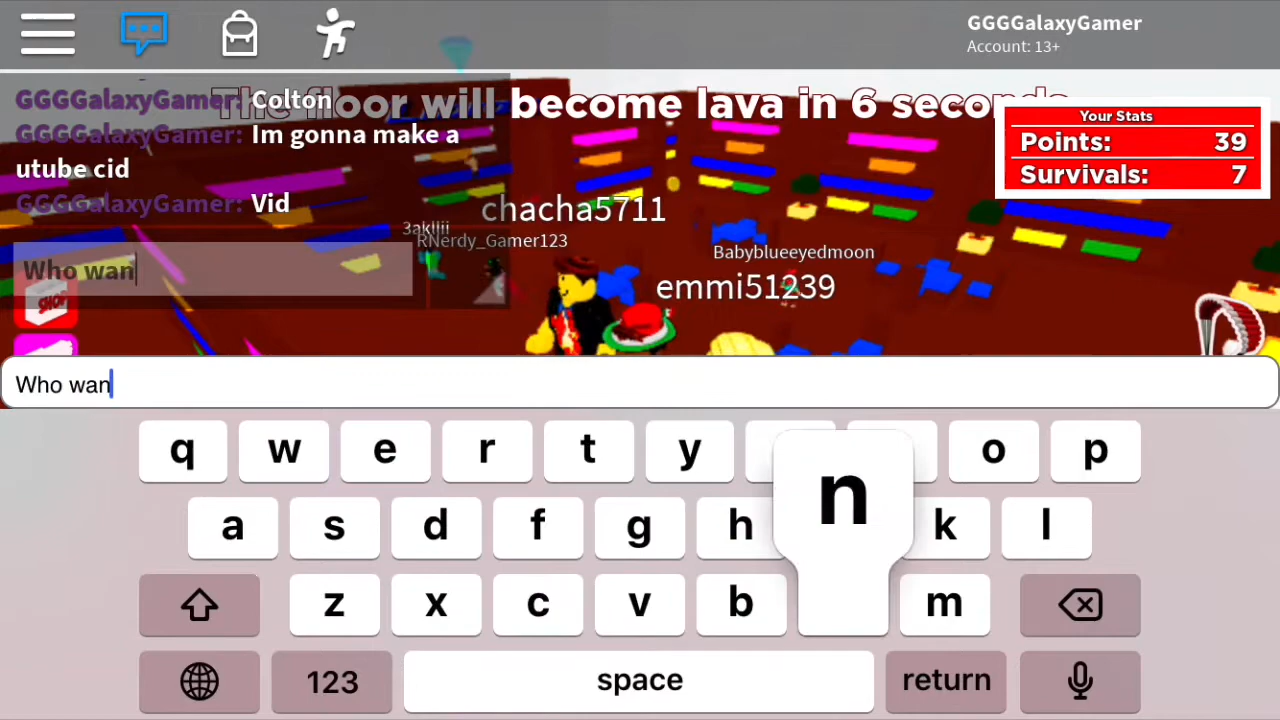 GGGGalaxyGamer
Account: 13+
The floor will become lava in 6 seconds
GGGGalaxyGamer: Colton
GGGGalaxyGamer: Im gonna make a
utube cid
GGGGalaxyGamer: Vid
Your Stats
Points: 39
Survivals: 7
chacha5711
3akliii
RNerdy_Gamer123
Babyblueeyedmoon
emmi51239
Who wan
SHOP
Who wan
q w e r t y o p
a s d f g h n k l
z x c v b m
123 space return